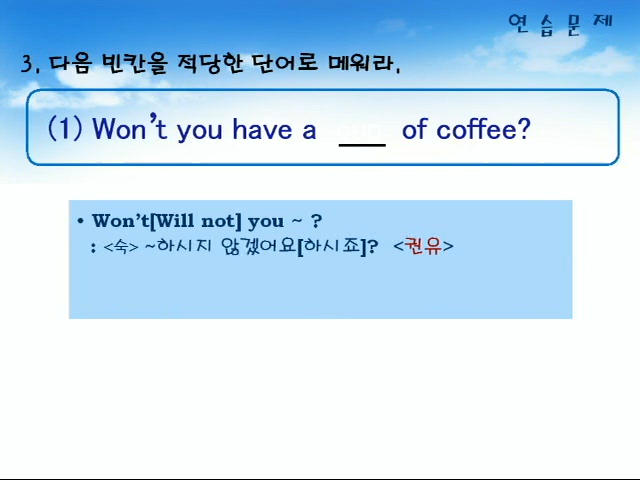 연습문제
3. 다음 빈칸을 적당한 단어로 메워라.
(1) Won't you have a ___ of coffee?
• Won't[Will not] you ~ ?
: <숙> ~하시지 않겠어요[하시죠]? <권유>